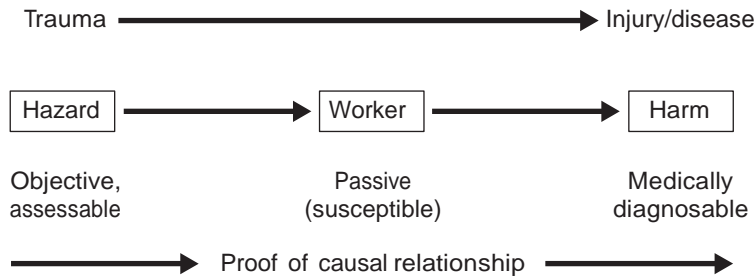 Trauma Injury/disease
Hazard Worker Harm
Objective, Passive Medically
assessable (susceptible) diagnosable
Proof of causal relationship